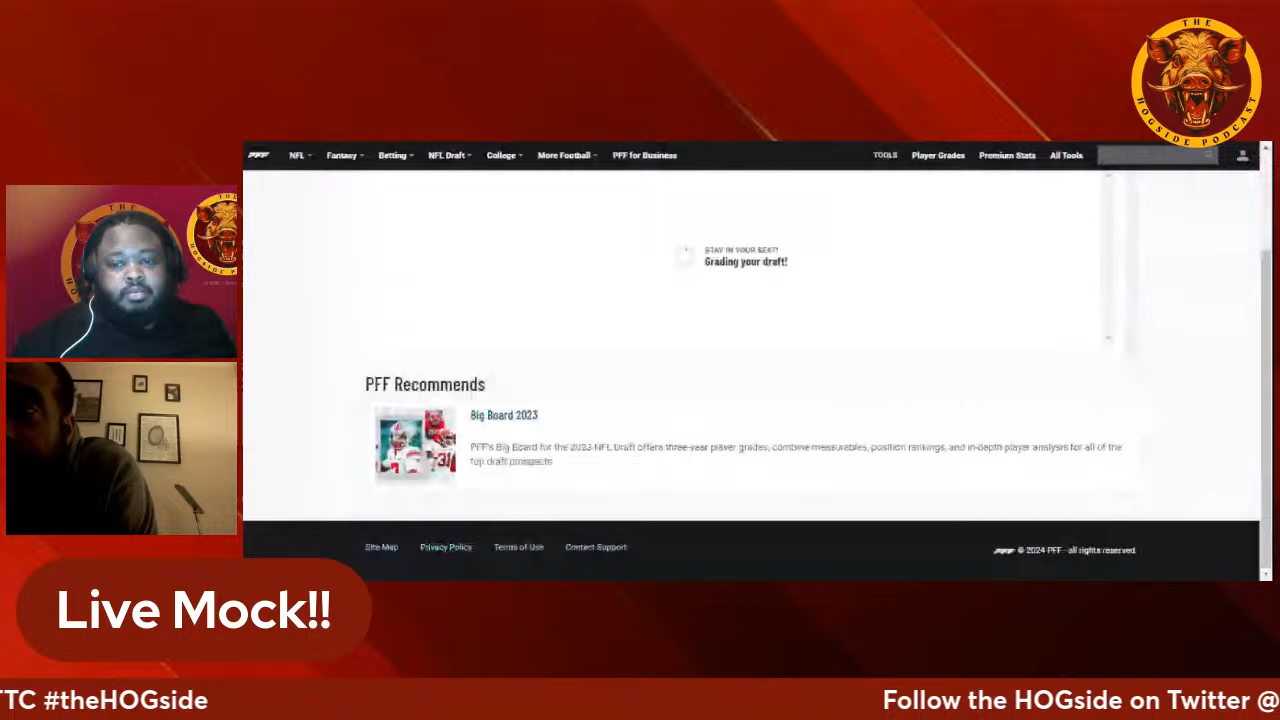 THE
HOGSIDE PODCAST
PFF NFL Fantasy Betting NFL Draft College More Football PFF for Business TOOLS Player Grades Premium Stats All Tools
THE
STAY IN YOUR SEAT!
Grading your draft!
PFF Recommends
Big Board 2023
PFF's Big Board for the 2023 NFL Draft offers three-year player grades, combine measurables, position rankings, and in-depth player analysis for all of the
top draft prospects
Site Map Privacy Policy Terms of Use Contact Support
PFF © 2024 PFF - all rights reserved
Live Mock!!
TTC #theHOGside Follow the HOGside on Twitter @